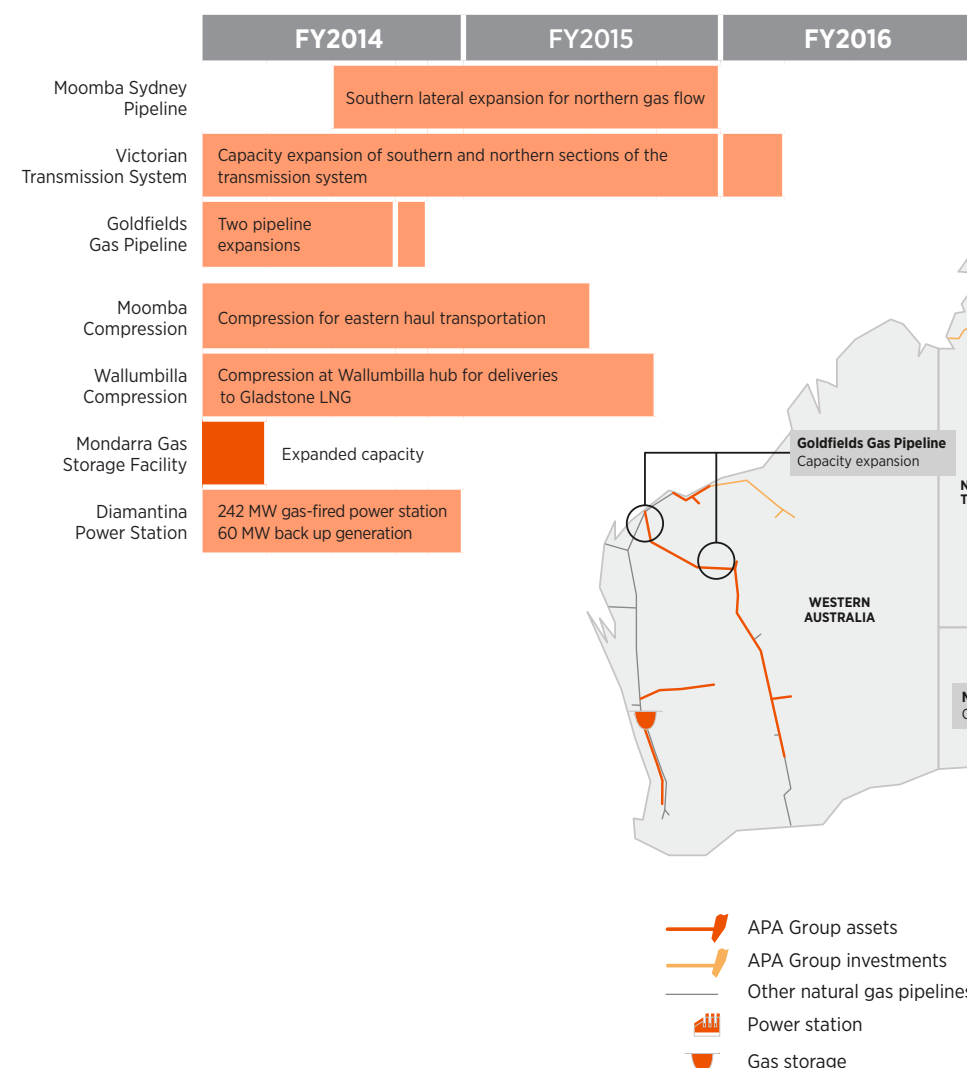 FY2014 FY2015 FY2016
Moomba Sydney
Pipeline
Southern lateral expansion for northern gas flow
Victorian
Transmission System
Capacity expansion of southern and northern sections of the
transmission system
Goldfields
Gas Pipeline
Two pipeline
expansions
Moomba
Compression
Compression for eastern haul transportation
Wallumbilla
Compression
Compression at Wallumbilla hub for deliveries
to Gladstone LNG
Mondarra Gas
Storage Facility
Expanded capacity
Diamantina
Power Station
242 MW gas-fired power station
60 MW back up generation
Goldfields Gas Pipeline
Capacity expansion
WESTERN
AUSTRALIA
APA Group assets
APA Group investments
Other natural gas pipelines
Power station
Gas storage